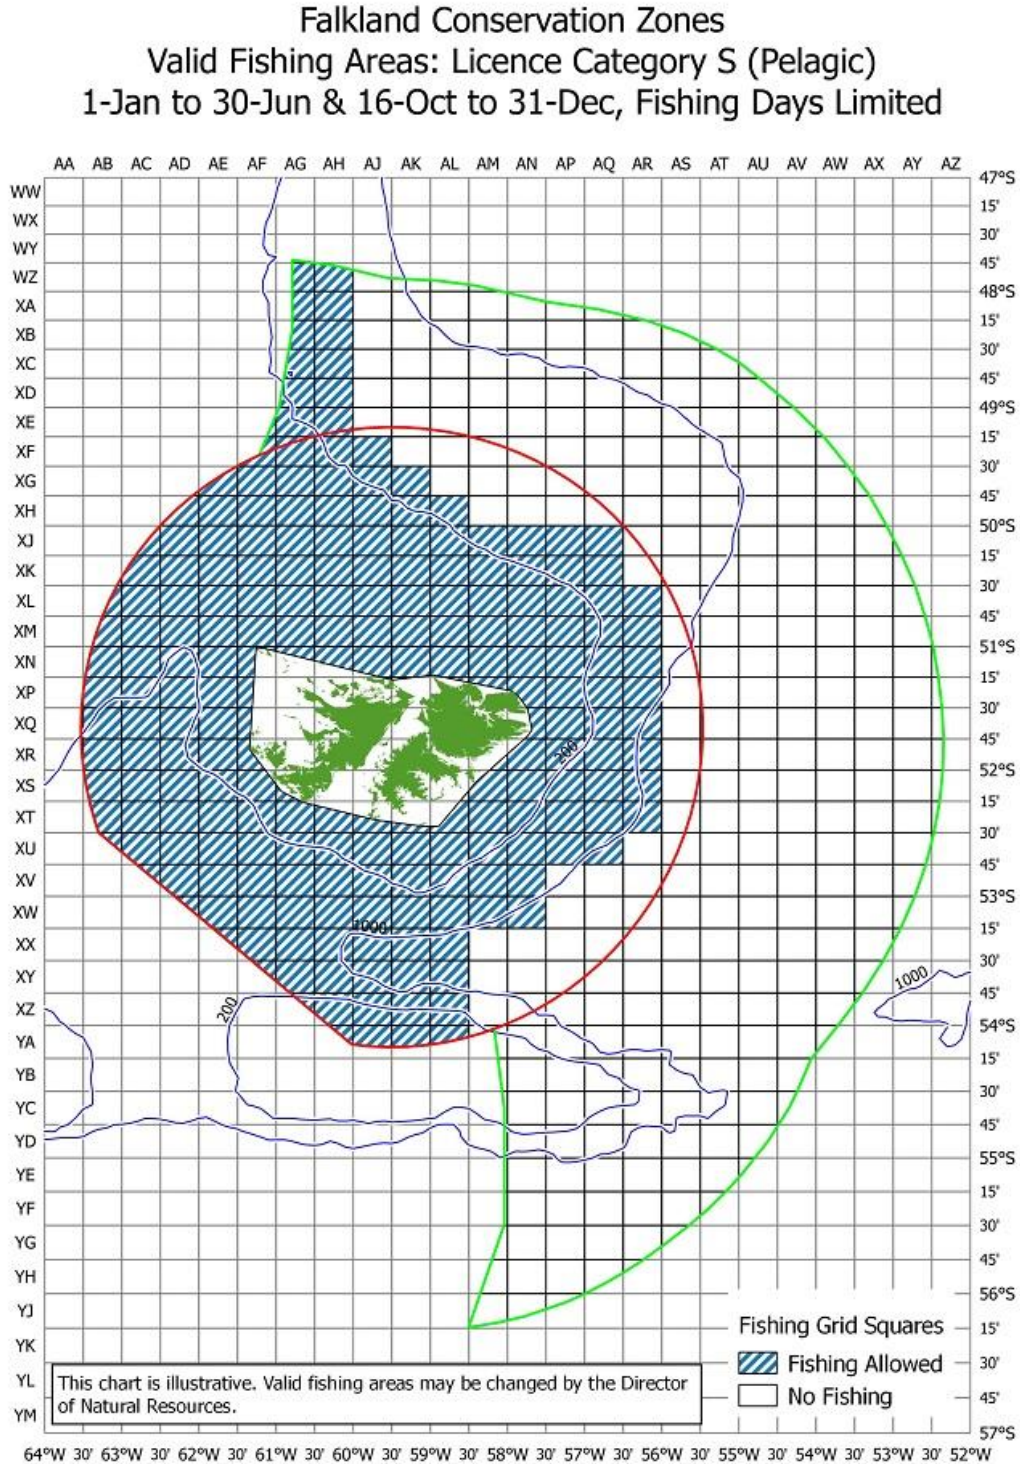 Falkland Conservation Zones
Valid Fishing Areas: Licence Category S (Pelagic)
1-Jan to 30-Jun & 16-Oct to 31-Dec, Fishing Days Limited
AA AB AC AD AE AF AG AH AJ AK AL AM AN AP AQ AR AS AT AU AV AW AX AY AZ
47°S
WW
15'
WX
30'
WY
45'
WZ
48°S
XA
15'
XB
30'
XC
45'
XD
49°S
XE
15'
XF
30'
XG
45'
XH
50°S
XJ
15'
XK
30'
XL
45'
XM
51°S
XN
15'
XP
30'
XQ
45'
XR
200
52°S
XS
15'
XT
30'
XU
45'
XV
53°S
XW
15'
1000
XX
30'
XY
1000
45'
XZ
200
54°S
YA
15'
YB
30'
YC
45'
YD
55°S
YE
15'
YF
30'
YG
45'
YH
56°S
YJ
15'
Fishing Grid Squares
YK
30'
Fishing Allowed
YL
45'
No Fishing
YM
57°S
This chart is illustrative. Valid fishing areas may be changed by the Director
of Natural Resources.
64°W 30' 63°W 30' 62°W 30' 61°W 30' 60°W 30' 59°W 30' 58°W 30' 57°W 30' 56°W 30' 55°W 30' 54°W 30' 53°W 30' 52°W